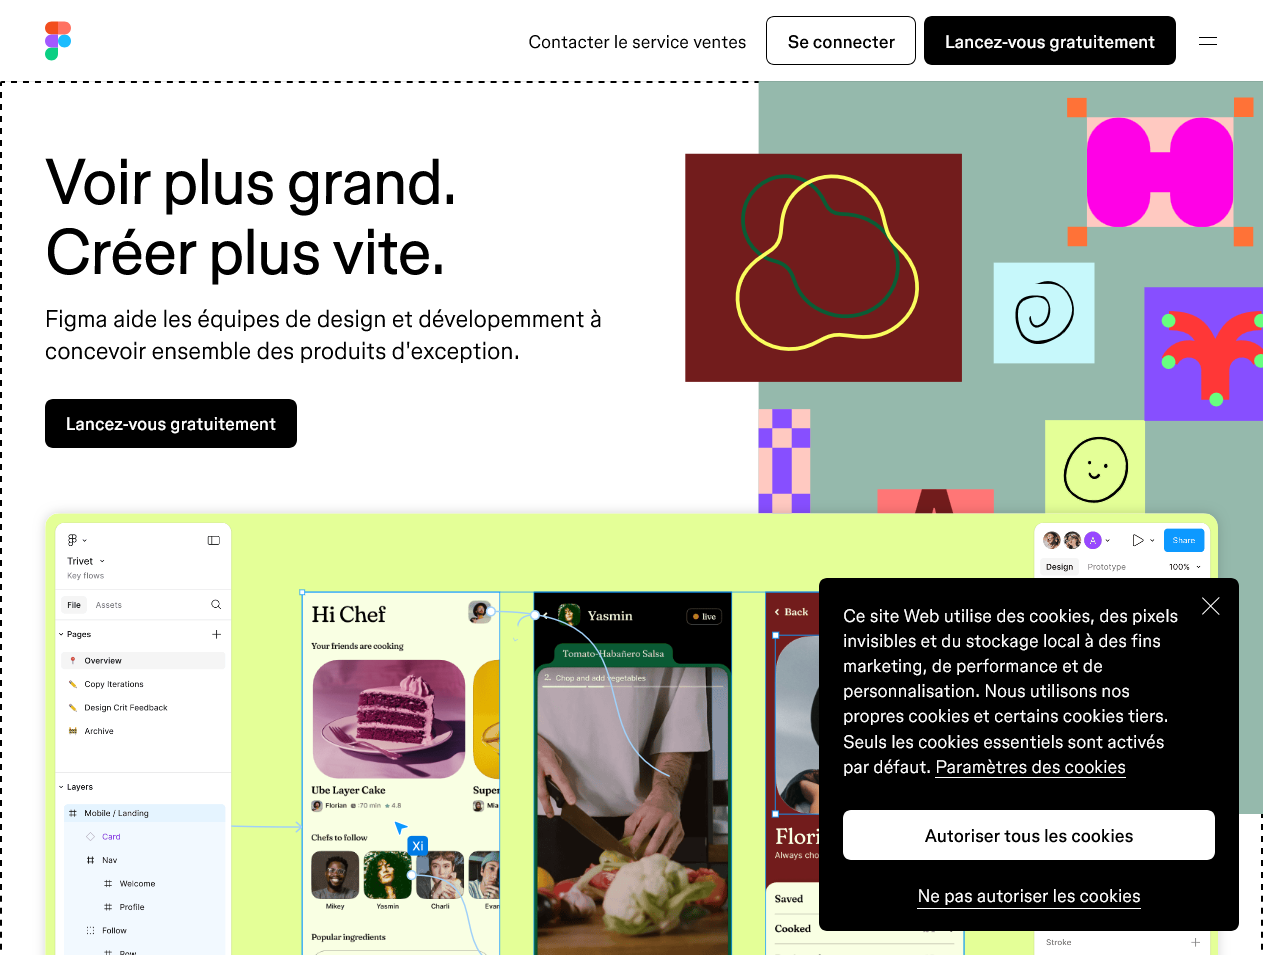 Contacter le service ventes
Se connecter
Lancez-vous gratuitement
Voir plus grand.
Créer plus vite.
Figma aide les équipes de design et dévelopemment à
concevoir ensemble des produits d'exception.
Lancez-vous gratuitement
Trivet
Key flows
File
Assets
Pages
Overview
Copy Iterations
Design Crit Feedback
Archive
Layers
Mobile / Landing
Card
Nav
Welcome
Profile
Follow
Row
Hi Chef
Your friends are cooking
Ube Layer Cake
Super
Florian
70 min
4.8
Mia
Chefs to follow
Xi
Mikey
Yasmin
Charli
Evan
Popular ingredients
Yasmin
live
Tomato-Habañero Salsa
2. Chop and add vegetables
Back
Flori
Always cho
Saved
Cooked
A
Share
Design
Prototype
100%
Stroke
Ce site Web utilise des cookies, des pixels
invisibles et du stockage local à des fins
marketing, de performance et de
personnalisation. Nous utilisons nos
propres cookies et certains cookies tiers.
Seuls les cookies essentiels sont activés
par défaut. Paramètres des cookies
Autoriser tous les cookies
Ne pas autoriser les cookies